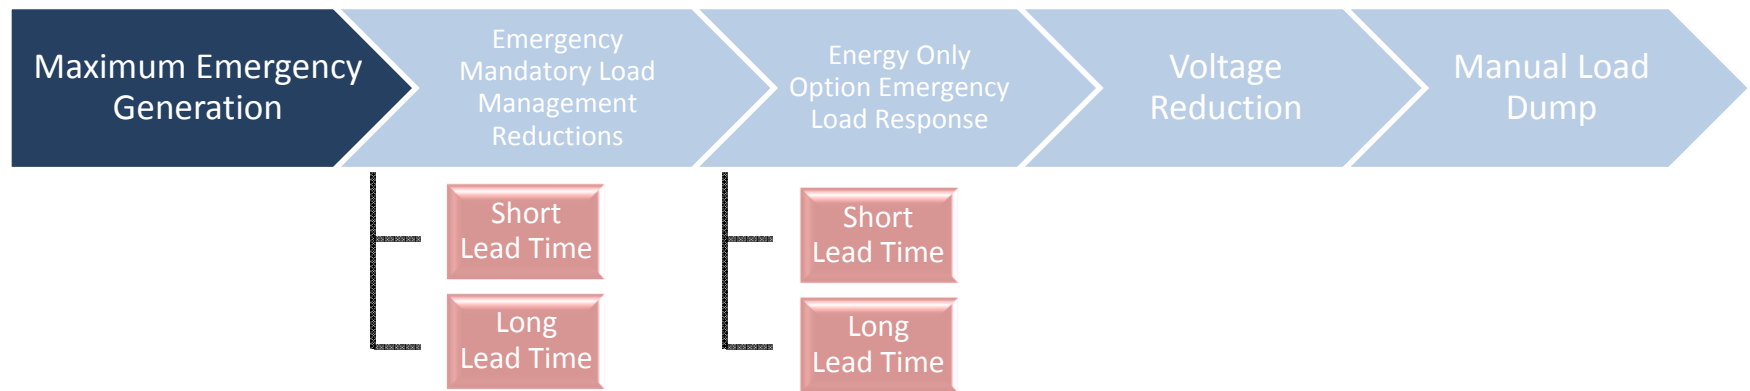 Maximum Emergency
Generation
Emergency
Mandatory Load
Management
Reductions
Energy Only
Option Emergency
Load Response
Voltage
Reduction
Manual Load
Dump
Short
Lead Time
Long
Lead Time
Short
Lead Time
Long
Lead Time